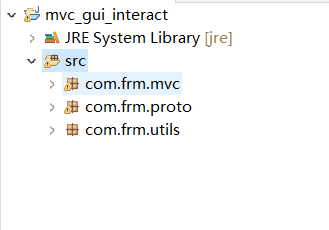 mvc_gui_interact
JRE System Library [jre]
src
com.frm.mvc
com.frm.proto
com.frm.utils